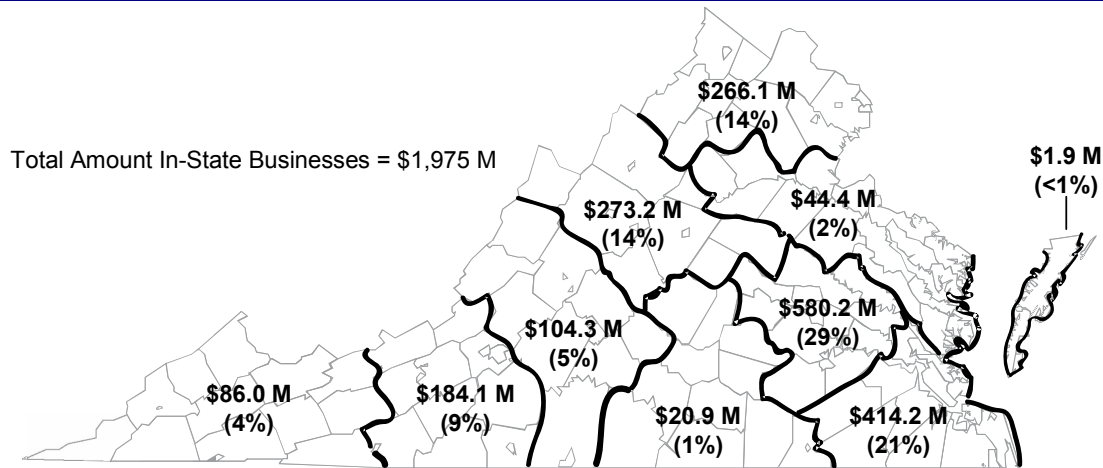 $266.1 M
(14%)
Total Amount In-State Businesses = $1,975 M
$1.9 M
(<1%)
$273.2 M
(14%)
$44.4 M
(2%)
$580.2 M
(29%)
$104.3 M
(5%)
$86.0 M
(4%)
$184.1 M
(9%)
$20.9 M
(1%)
$414.2 M
(21%)